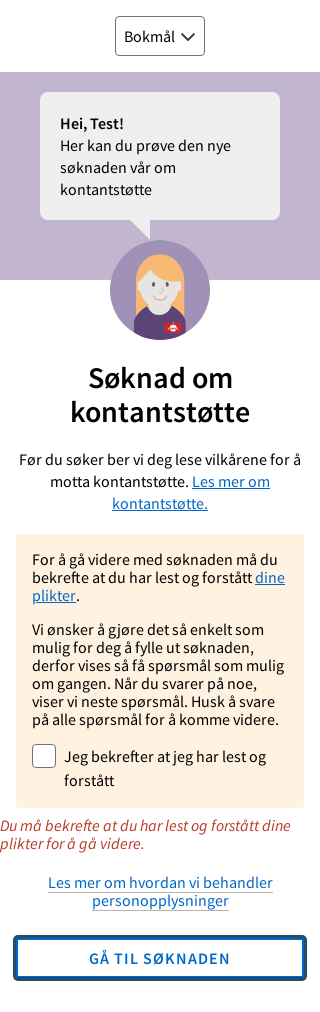 Bokmål
Hei, Test!
Her kan du prøve den nye
søknaden vår om
kontantstøtte
Søknad om
kontantstøtte
Før du søker ber vi deg lese vilkårene for å
motta kontantstøtte. Les mer om
kontantstøtte.
For å gå videre med søknaden må du
bekrefte at du har lest og forstått dine
plikter.
Vi ønsker å gjøre det så enkelt som
mulig for deg å fylle ut søknaden,
derfor vises så få spørsmål som mulig
om gangen. Når du svarer på noe,
viser vi neste spørsmål. Husk å svare
på alle spørsmål for å komme videre.
Jeg bekrefter at jeg har lest og
forstått
Du må bekrefte at du har lest og forstått dine
plikter for å gå videre.
Les mer om hvordan vi behandler
personopplysninger
GÅ TIL SØKNADEN